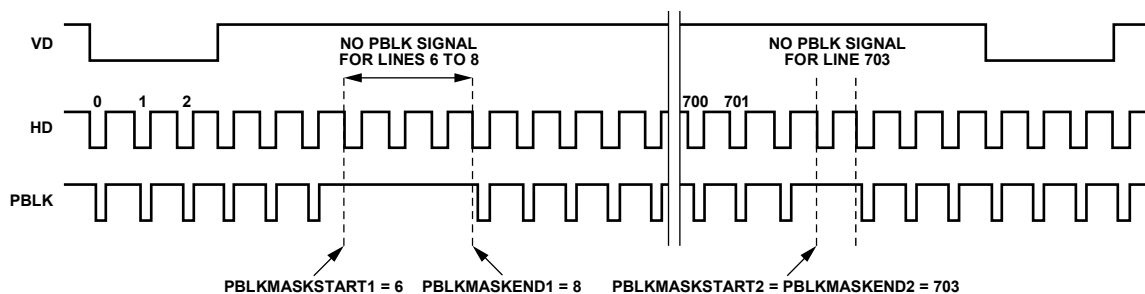 VD
NO PBLK SIGNAL
FOR LINES 6 TO 8
NO PBLK SIGNAL
FOR LINE 703
HD
0
1
2
700
701
PBLK
PBLKMASKSTART1 = 6
PBLKMASKEND1 = 8
PBLKMASKSTART2 = PBLKMASKEND2 = 703